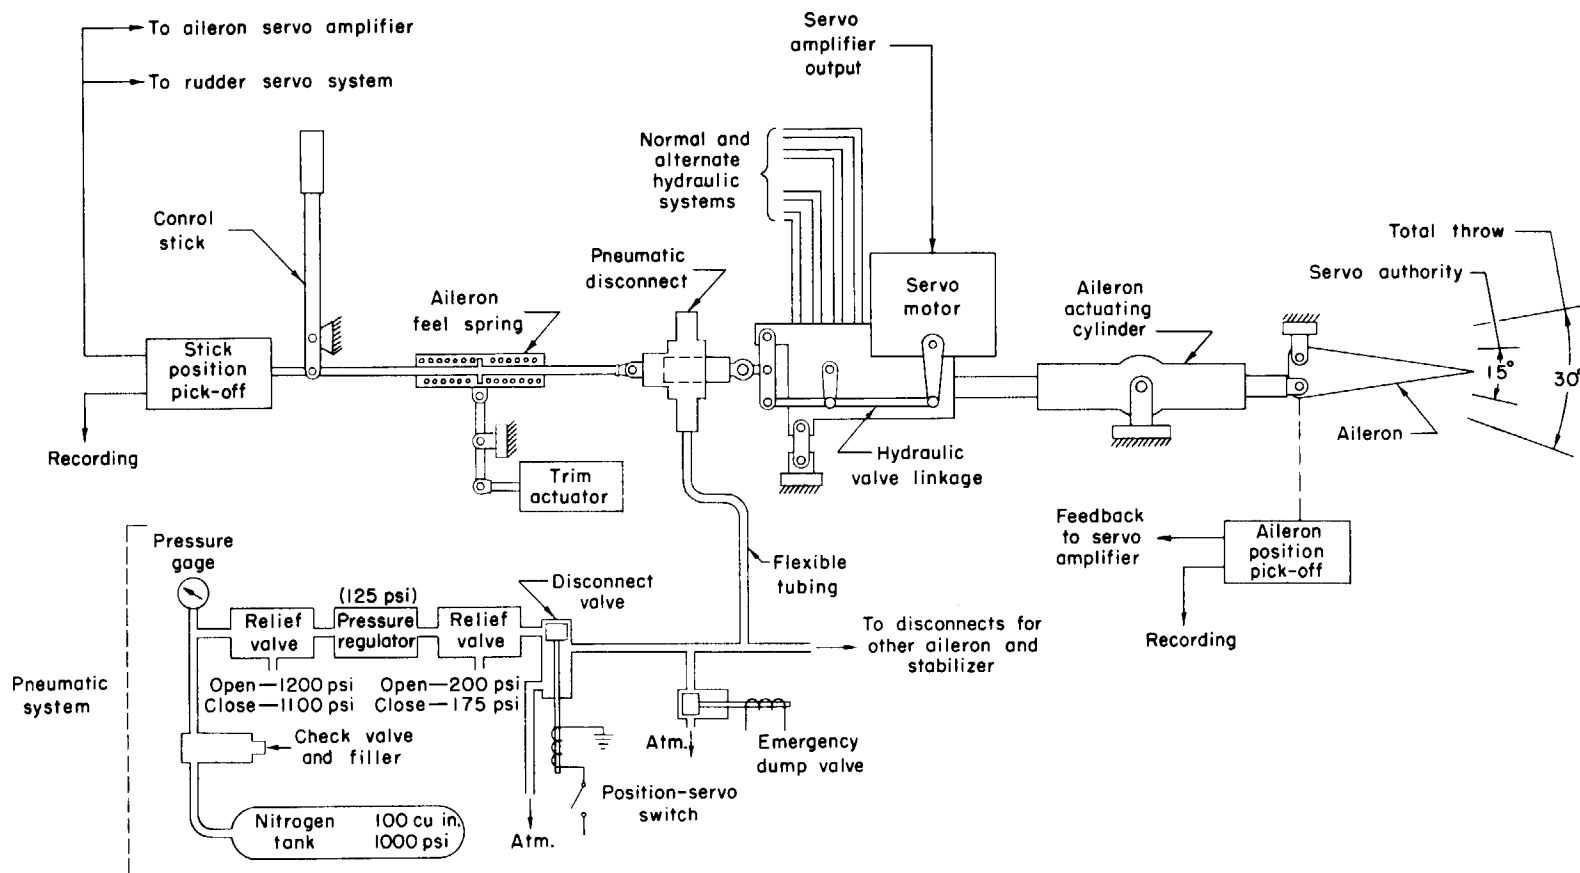 To aileron servo amplifier
To rudder servo system
Servo
amplifier
output
Normal and
alternate
hydraulic
systems
Conrol
stick
Pneumatic
disconnect
Aileron
feel spring
Servo
motor
Aileron
actuating
cylinder
Total throw
Servo authority
15°
30°
Stick
position
pick-off
Aileron
Recording
Hydraulic
valve linkage
Trim
actuator
Feedback
to servo
amplifier
Aileron
position
pick-off
Recording
Pressure
gage
Disconnect
valve
Flexible
tubing
Relief
valve
(125 psi)
Pressure
regulator
Relief
valve
To disconnects for
other aileron and
stabilizer
Pneumatic
system
Open—1200 psi
Close—1100 psi
Open—200 psi
Close—175 psi
Check valve
and filler
Atm.
Emergency
dump valve
Position-servo
switch
Nitrogen
tank
100 cu in.
1000 psi
Atm.